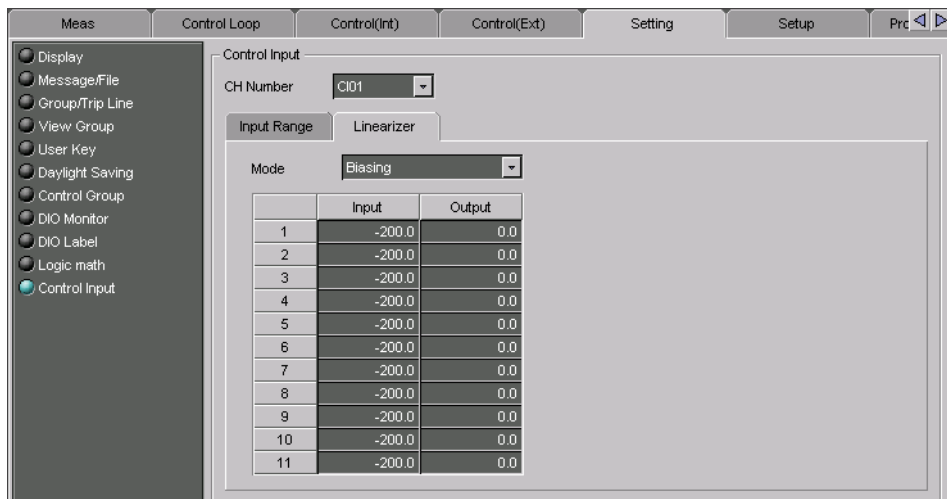 Meas Control Loop Control(Int) Control(Ext) Setting Setup Prc
Display
Message/File
Group/Trip Line
View Group
User Key
Daylight Saving
Control Group
DIO Monitor
DIO Label
Logic math
Control Input
Control Input
CH Number CI01
Input Range Linearizer
Mode Biasing
Input Output
1 -200.0 0.0
2 -200.0 0.0
3 -200.0 0.0
4 -200.0 0.0
5 -200.0 0.0
6 -200.0 0.0
7 -200.0 0.0
8 -200.0 0.0
9 -200.0 0.0
10 -200.0 0.0
11 -200.0 0.0